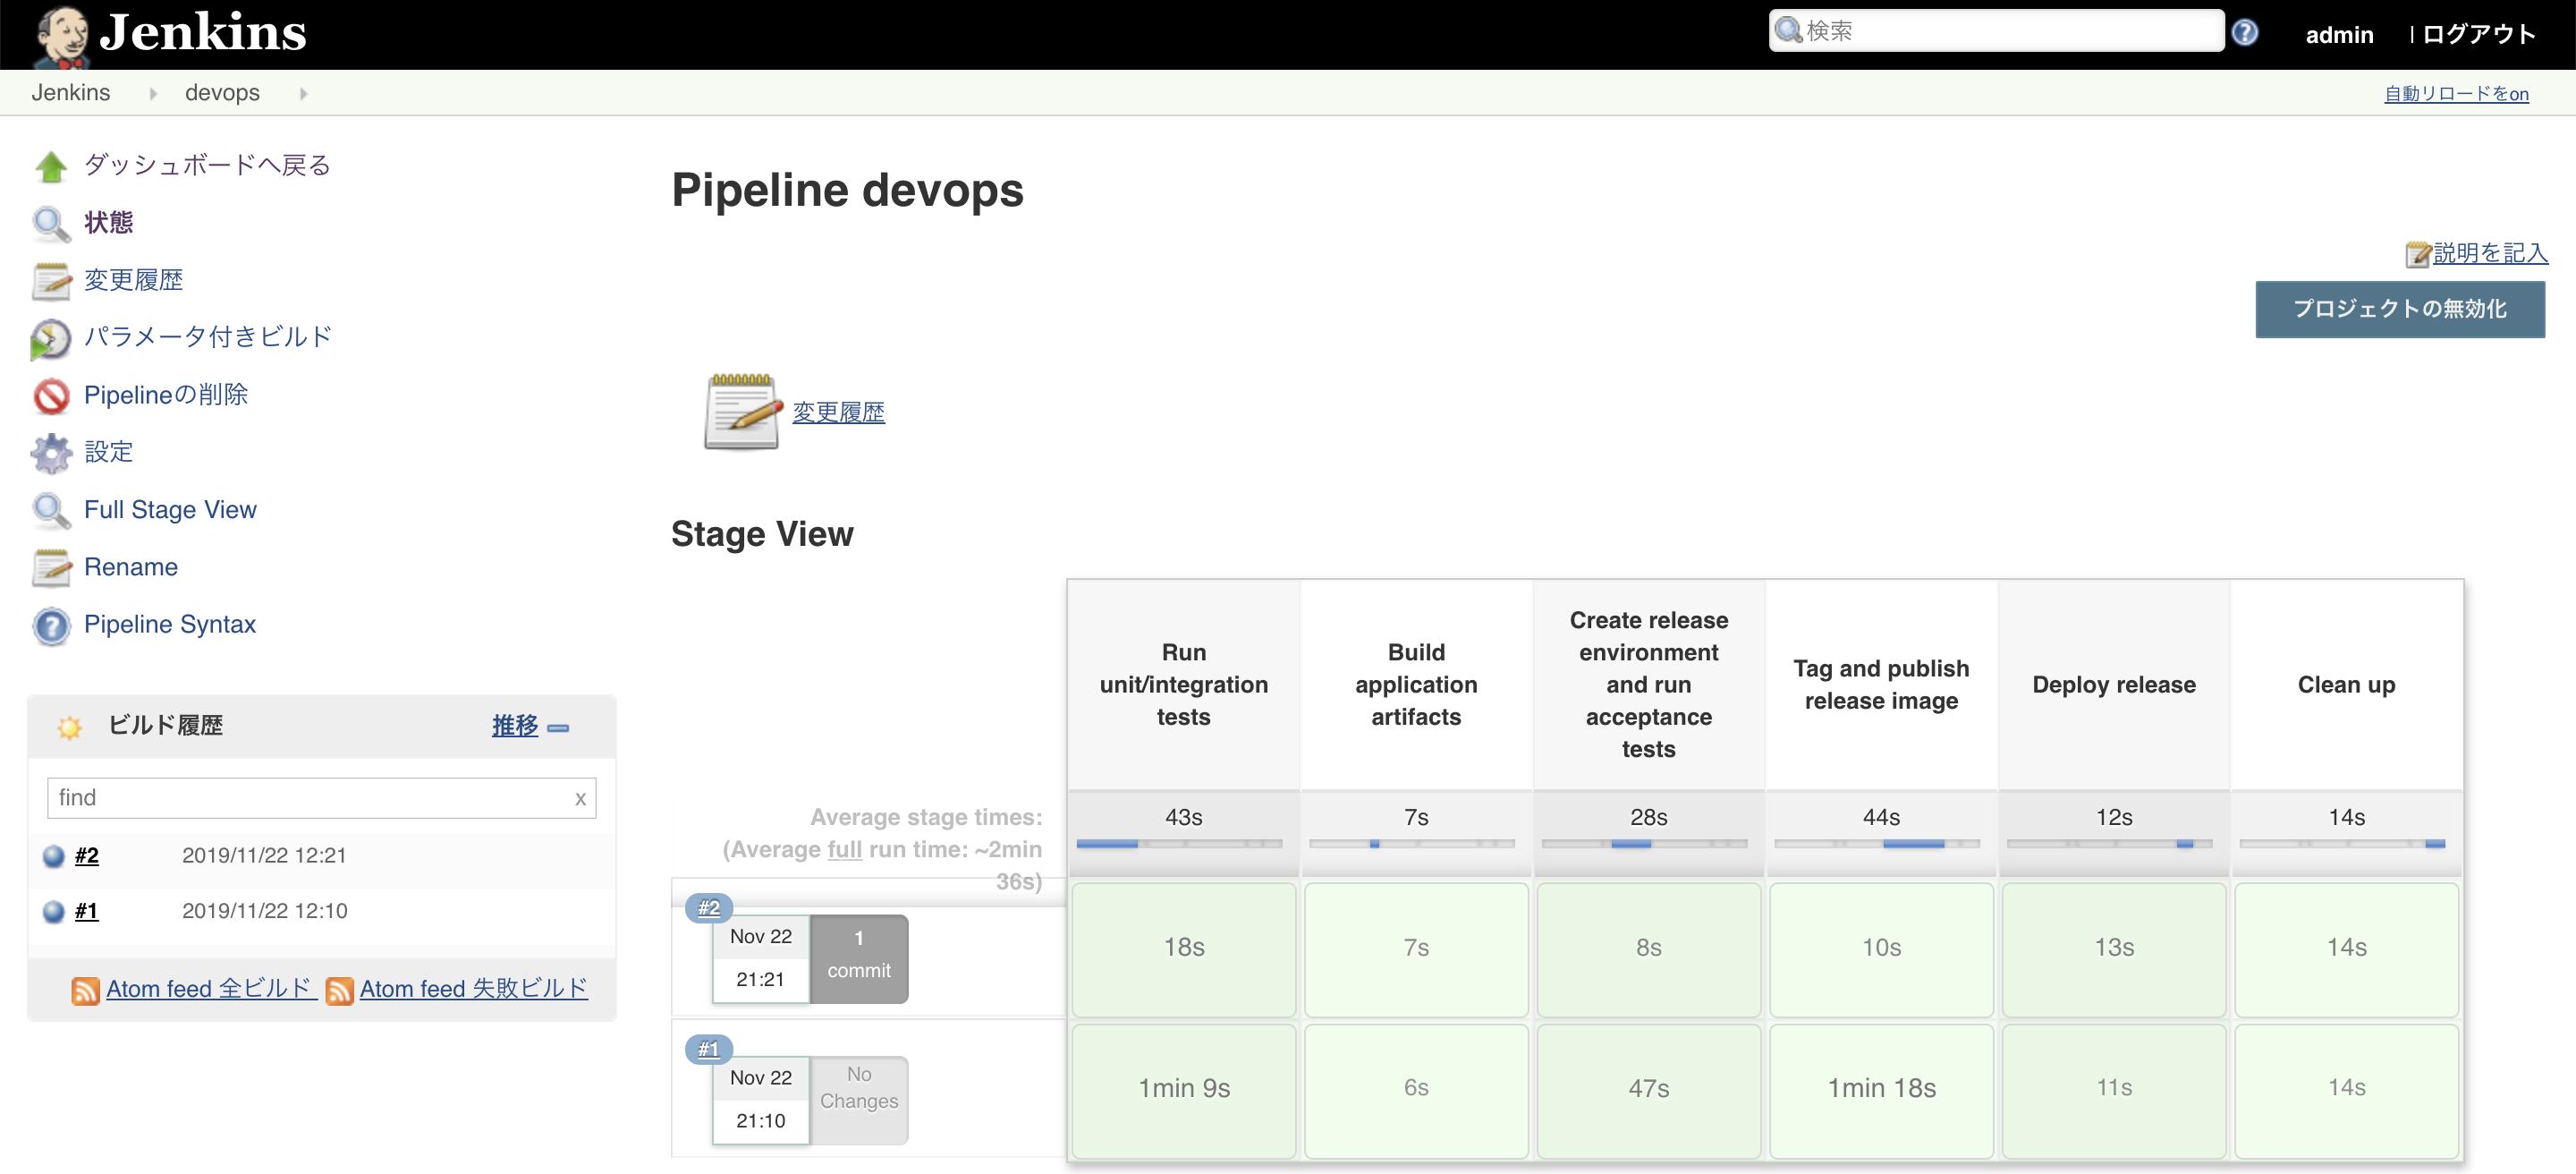 Jenkins
検索
?
admin
| ログアウト
Jenkins
devops
自動リロードをon
ダッシュボードへ戻る
状態
変更履歴
パラメータ付きビルド
Pipelineの削除
設定
Full Stage View
Rename
? Pipeline Syntax
ビルド履歴
推移
find
x
#2 2019/11/22 12:21
#1 2019/11/22 12:10
Atom feed 全ビルド
Atom feed 失敗ビルド
Pipeline devops
説明を記入
プロジェクトの無効化
変更履歴
Stage View
Run
unit/integration
tests
Build
application
artifacts
Create release
environment
and run
acceptance
tests
Tag and publish
release image
Deploy release
Clean up
Average stage times:
(Average full run time: ~2min
36s)
43s
7s
28s
44s
12s
14s
#2
Nov 22
21:21
1
commit
18s
7s
8s
10s
13s
14s
#1
Nov 22
21:10
No
Changes
1min 9s
6s
47s
1min 18s
11s
14s